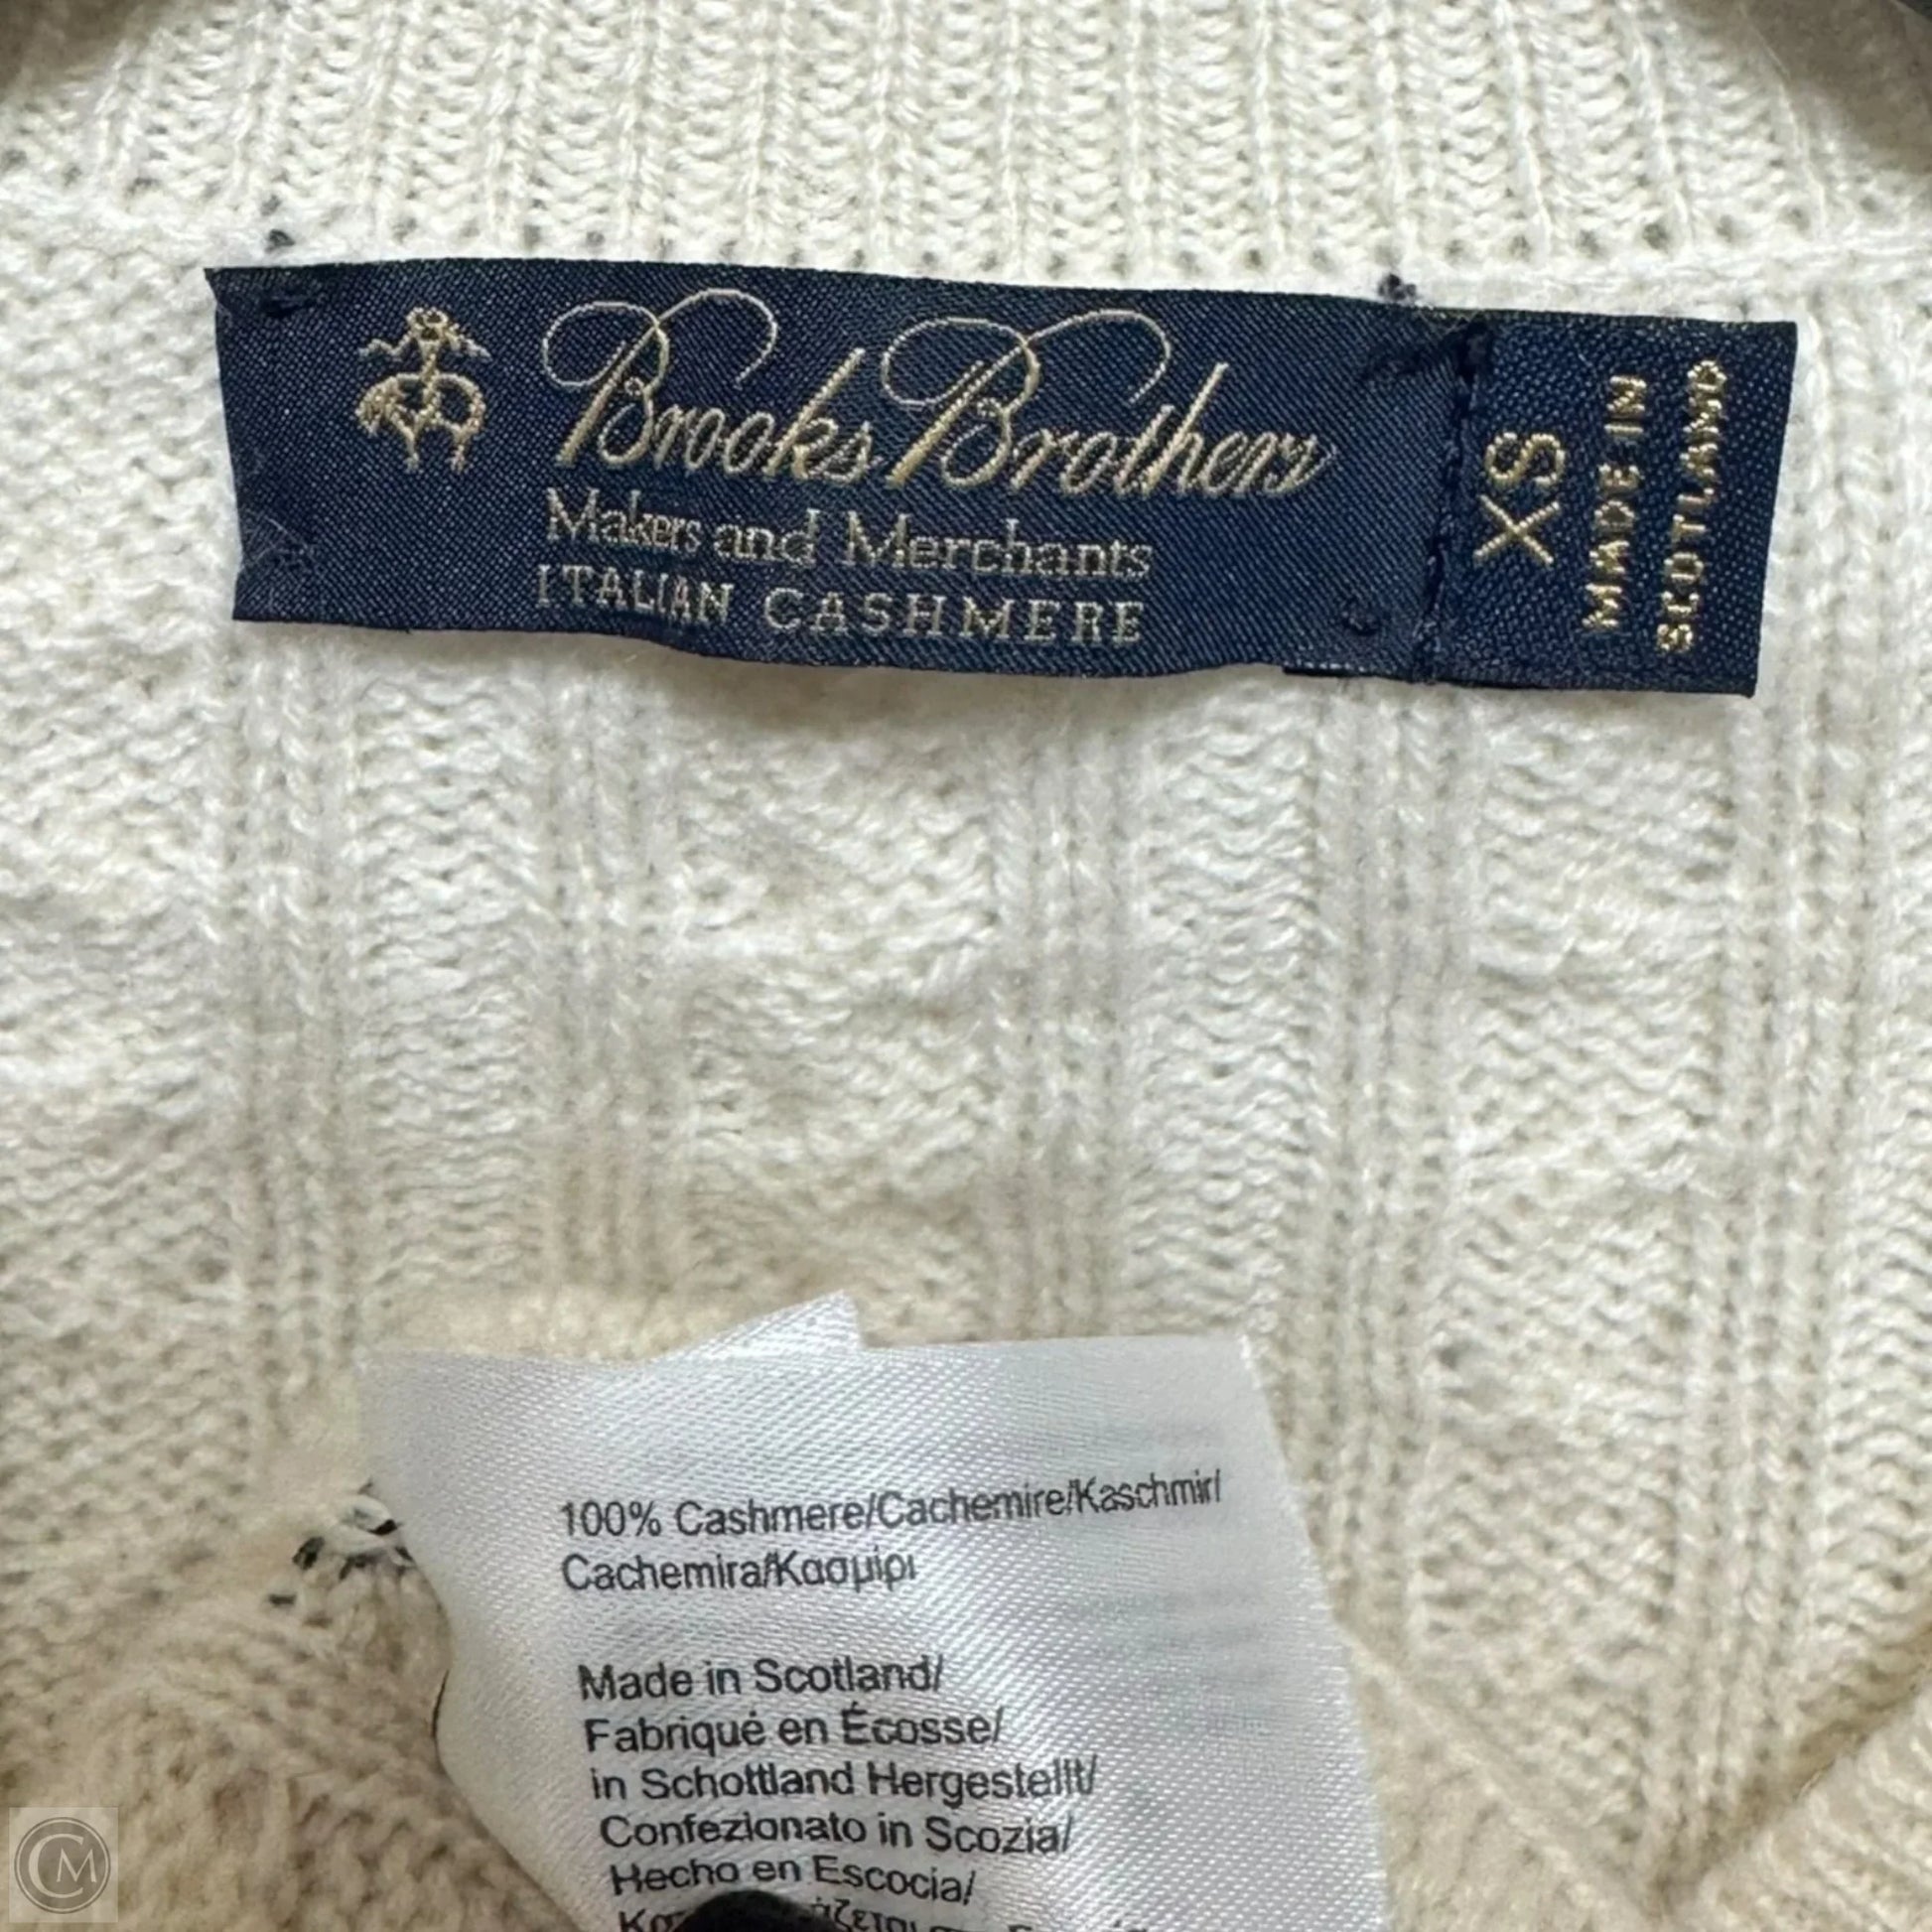 Brooks Brothers
Makers and Merchants
ITALIAN CASHMERE
XS
MADE IN
SCOTLAND
100% Cashmere/Cachemire/Kaschmir/
Cachemira/Κασμίρι
Made in Scotland/
Fabriqué en Écosse/
in Schottland Hergestellt/
Confezionato in Scozia/
Hecho en Escocia/
CM